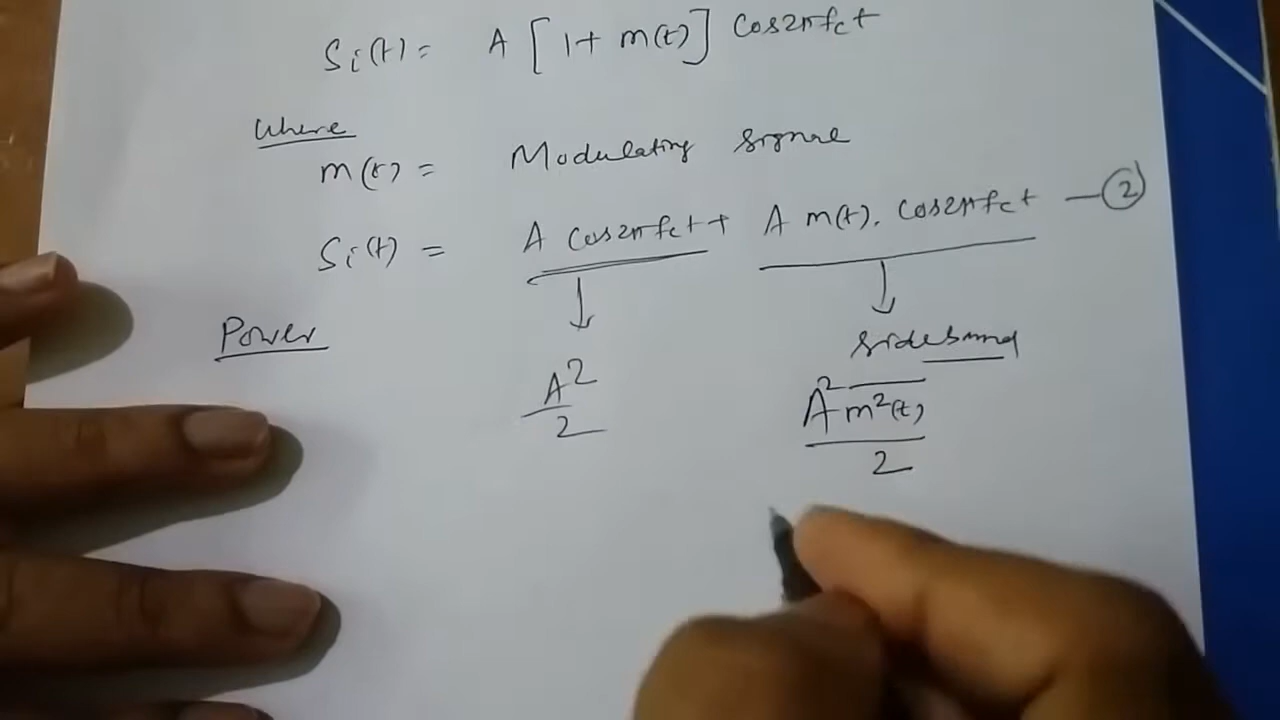 Si(t) = A [1 + m(t)] Cos2πfct
Where
m(t) = Modulating signal
Si(t) = A Cos2πfct + A m(t). Cos2πfct — ②
↓ ↓
Power sideband
A²/2 A² m²(t)‾/2